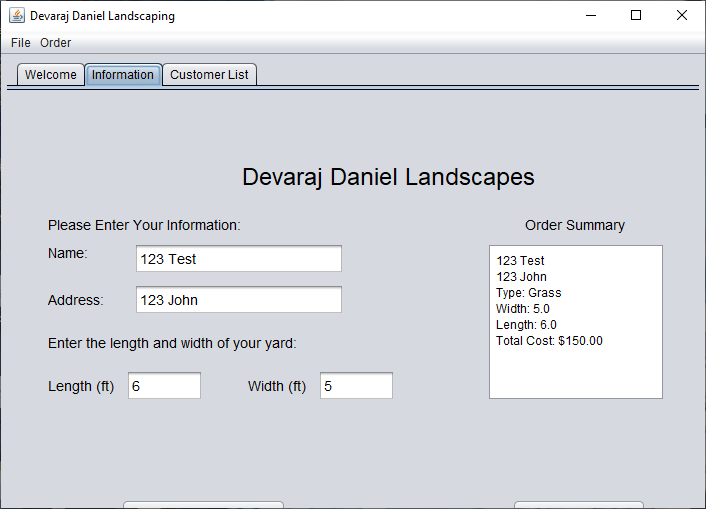 Devaraj Daniel Landscaping
File Order
Welcome Information Customer List
Devaraj Daniel Landscapes
Please Enter Your Information:
Name: 123 Test
Address: 123 John
Enter the length and width of your yard:
Length (ft) 6 Width (ft) 5
Order Summary
123 Test
123 John
Type: Grass
Width: 5.0
Length: 6.0
Total Cost: $150.00